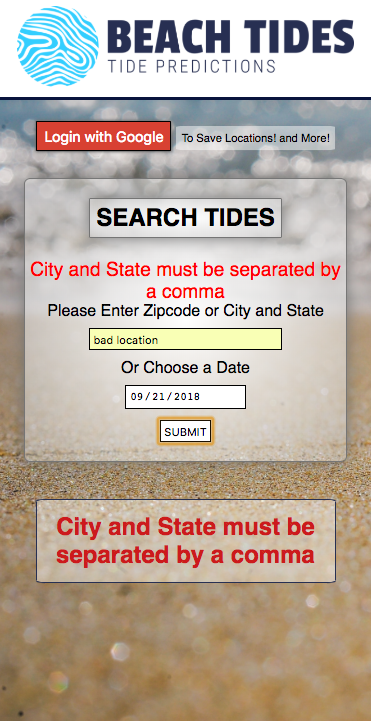 BEACH TIDES
TIDE PREDICTIONS
Login with Google
To Save Locations! and More!
SEARCH TIDES
City and State must be separated by
a comma
Please Enter Zipcode or City and State
bad location
Or Choose a Date
09/21/2018
SUBMIT
City and State must be
separated by a comma